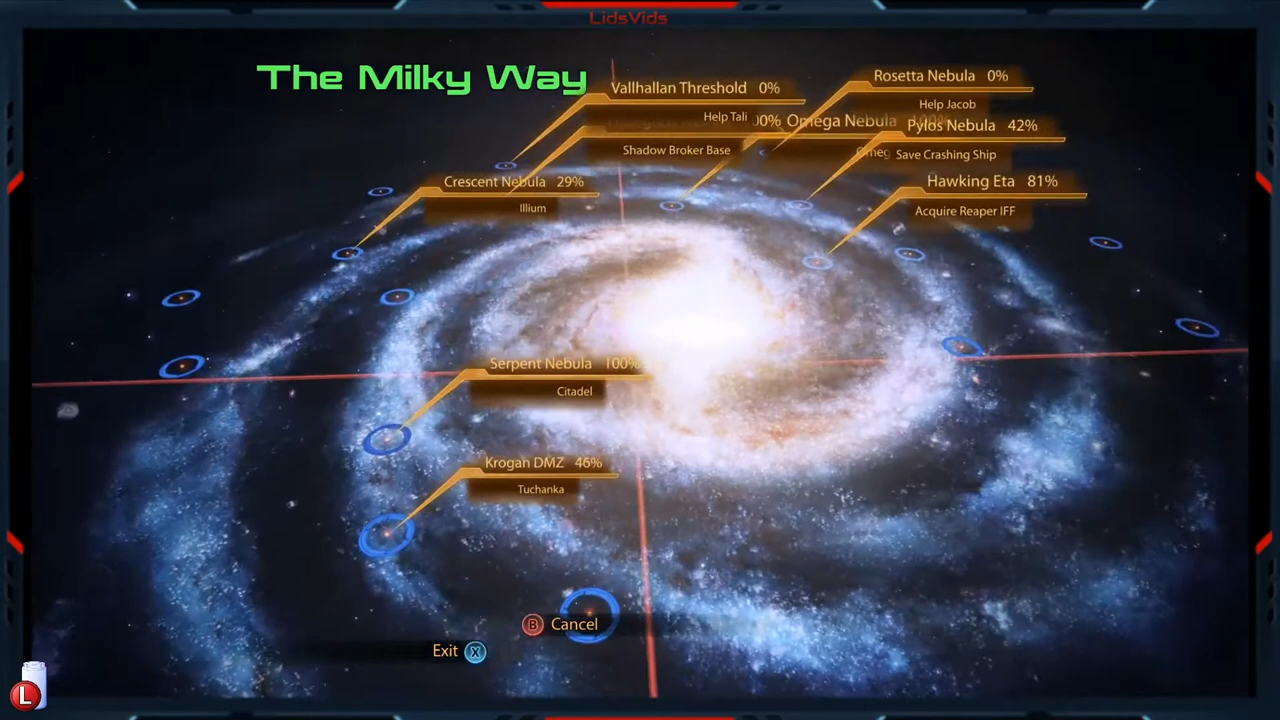 LidsVids
The Milky Way
Rosetta Nebula 0%
Help Jacob
Vallhallan Threshold 0%
Help Tali
Omega Nebula
Pylos Nebula 42%
Save Crashing Ship
Shadow Broker Base
Crescent Nebula 29%
Illium
Hawking Eta 81%
Acquire Reaper IFF
Serpent Nebula 100%
Citadel
Krogan DMZ 46%
Tuchanka
B Cancel
Exit X
L